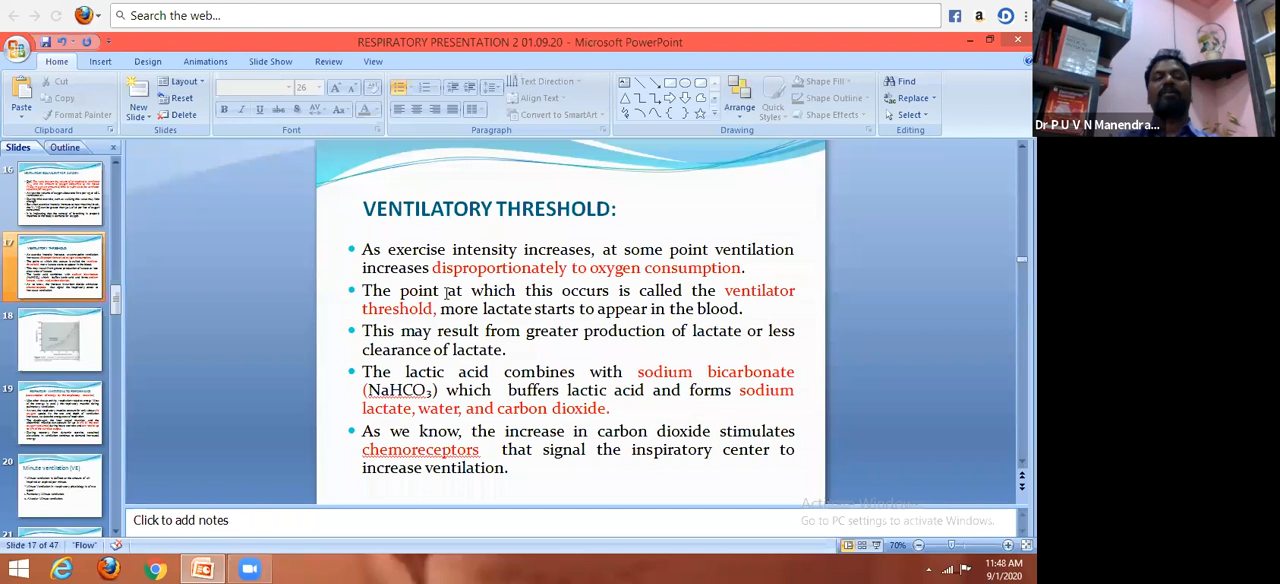 Search the web...
RESPIRATORY PRESENTATION 2 01.09.20 - Microsoft PowerPoint
Home Insert Design Animations Slide Show Review View
Paste
Cut
Copy
Format Painter
Clipboard
New Slide
Layout
Reset
Delete
Slides
26
Font
Text Direction
Align Text
Convert to SmartArt
Paragraph
Arrange
Quick Styles
Shape Fill
Shape Outline
Shape Effects
Drawing
Find
Replace
Select
Editing
Dr P U V N Manendra...
Slides Outline
16
17
18
19
20
Minute ventilation (VE)
21
VENTILATORY THRESHOLD:
As exercise intensity increases, at some point ventilation
increases disproportionately to oxygen consumption.
The point at which this occurs is called the ventilator
threshold, more lactate starts to appear in the blood.
This may result from greater production of lactate or less
clearance of lactate.
The lactic acid combines with sodium bicarbonate
(NaHCO3) which buffers lactic acid and forms sodium
lactate, water, and carbon dioxide.
As we know, the increase in carbon dioxide stimulates
chemoreceptors that signal the inspiratory center to
increase ventilation.
Activate Windows
Go to PC settings to activate Windows.
Click to add notes
Slide 17 of 47 "Flow" 70%
11:48 AM
9/1/2020